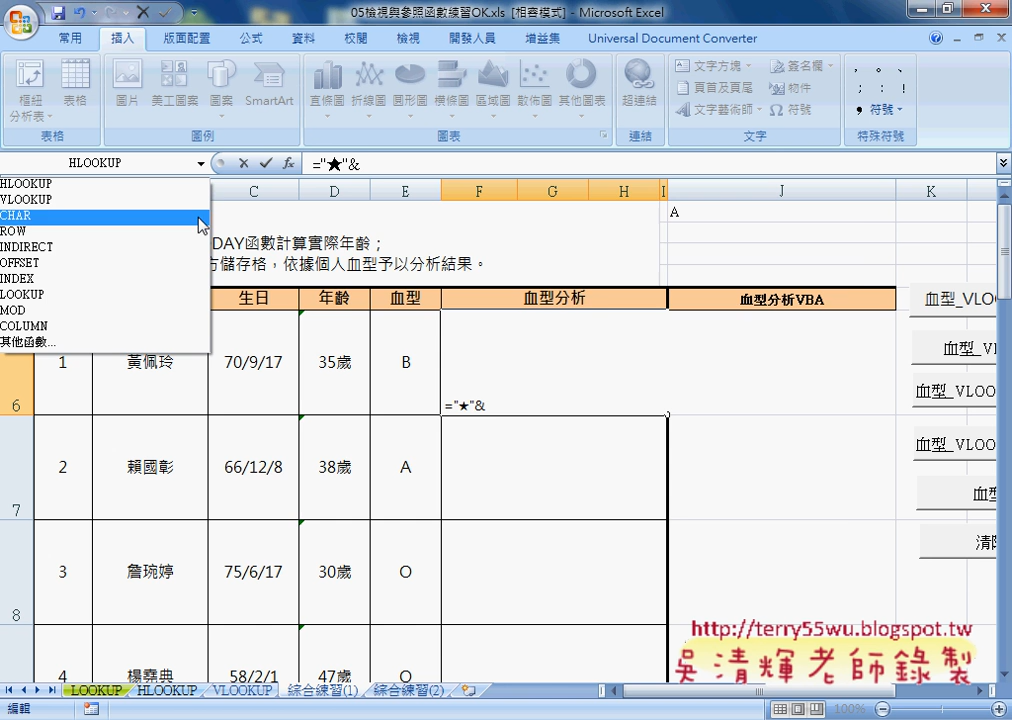 05檢視與參照函數練習OK.xls [相容模式] - Microsoft Excel
常用 插入 版面配置 公式 資料 校閱 檢視 開發人員 增益集 Universal Document Converter
樞紐分析表 表格 圖片 美工圖案 圖案 SmartArt 直條圖 折線圖 圓形圖 橫條圖 區域圖 散佈圖 其他圖表 超連結 文字方塊 頁首及頁尾 文字藝師 簽名欄 物件 符號 符號
表格 圖例 圖表 連結 文字 特殊符號
HLOOKUP ="★"&
HLOOKUP
VLOOKUP
CHAR
ROW
INDIRECT
OFFSET
INDEX
LOOKUP
MOD
COLUMN
其他函數...
C D E F G H I J K
A
DAY函數計算實際年齡；
儲存格，依據個人血型予以分析結果。
生日 年齡 血型 血型分析 血型分析VBA
6 1 黃佩玲 70/9/17 35歲 B ="★"&
7 2 賴國彰 66/12/8 38歲 A
8 3 詹琬婷 75/6/17 30歲 O
4 楊霸典 58/2/1 47歲 O
血型_VLO
血型_VI
血型_VLOO
血型_VLOO
血型
清除
http://terry55wu.blogspot.tw
吳清輝老師錄製
LOOKUP HLOOKUP VLOOKUP 綜合練習(1) 綜合練習(2)
編輯 100%